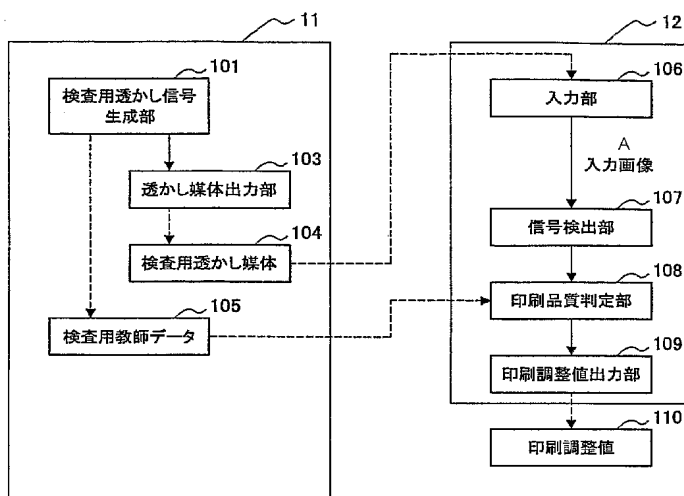 11
101
検査用透かし信号
生成部
103
透かし媒体出力部
104
検査用透かし媒体
105
検査用教師データ
12
106
入力部
A
入力画像
107
信号検出部
108
印刷品質判定部
109
印刷調整値出力部
110
印刷調整値